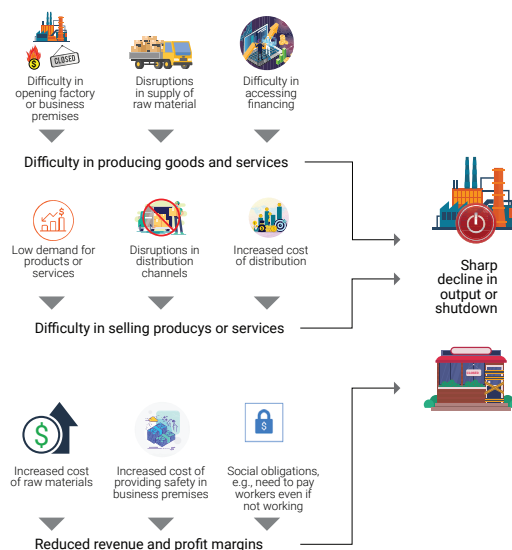 CLOSED
Difficulty in
opening factory
or business
premises
Disruptions
in supply of
raw material
Difficulty in
accessing
financing
Difficulty in producing goods and services
Low demand for
products or
services
Disruptions in
distribution
channels
Increased cost
of distribution
Difficulty in selling producys or services
Sharp
decline in
output or
shutdown
CLOSED
Increased cost
of raw materials
Increased cost of
providing safety in
business premises
Social obligations,
e.g., need to pay
workers even if
not working
Reduced revenue and profit margins